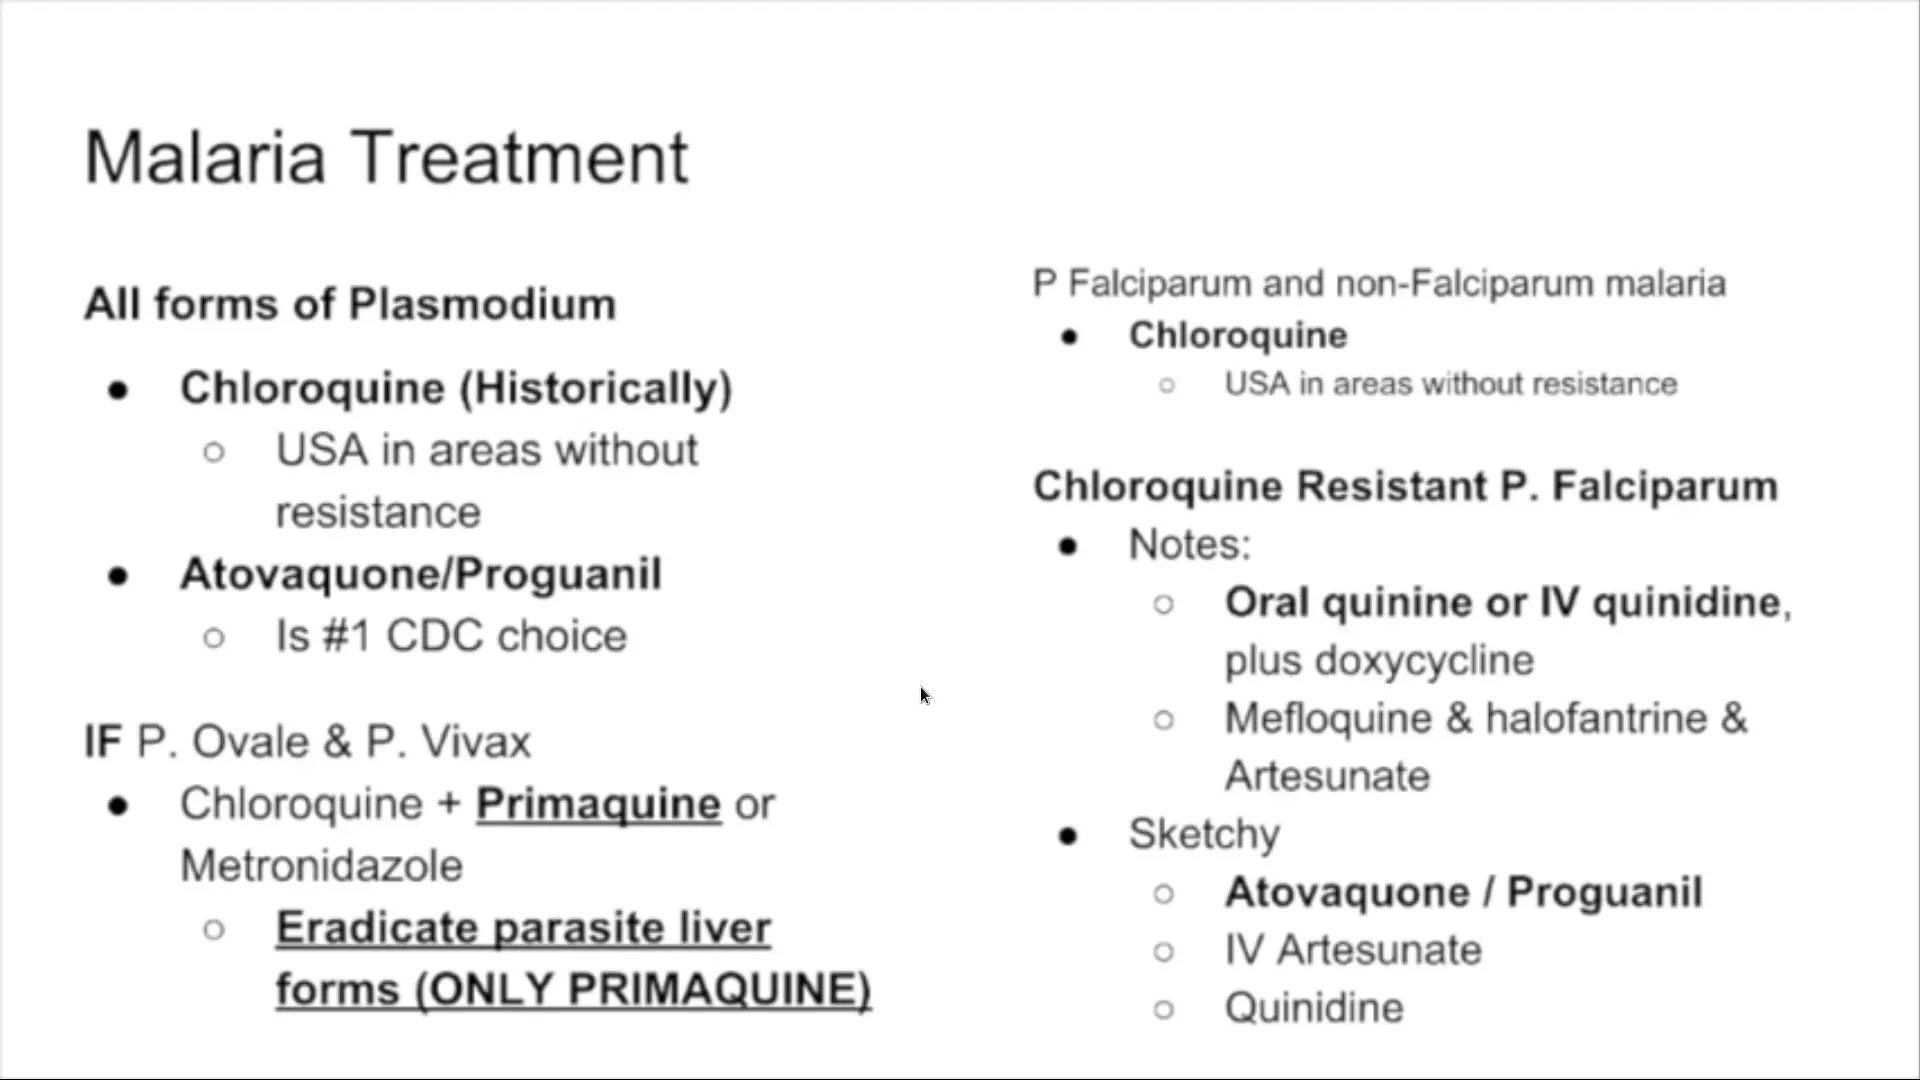 Malaria Treatment
All forms of Plasmodium
● Chloroquine (Historically)
○ USA in areas without
resistance
● Atovaquone/Proguanil
○ Is #1 CDC choice
IF P. Ovale & P. Vivax
● Chloroquine + Primaquine or
Metronidazole
○ Eradicate parasite liver
forms (ONLY PRIMAQUINE)
P Falciparum and non-Falciparum malaria
● Chloroquine
○ USA in areas without resistance
Chloroquine Resistant P. Falciparum
● Notes:
○ Oral quinine or IV quinidine,
plus doxycycline
○ Mefloquine & halofantrine &
Artesunate
● Sketchy
○ Atovaquone / Proguanil
○ IV Artesunate
○ Quinidine